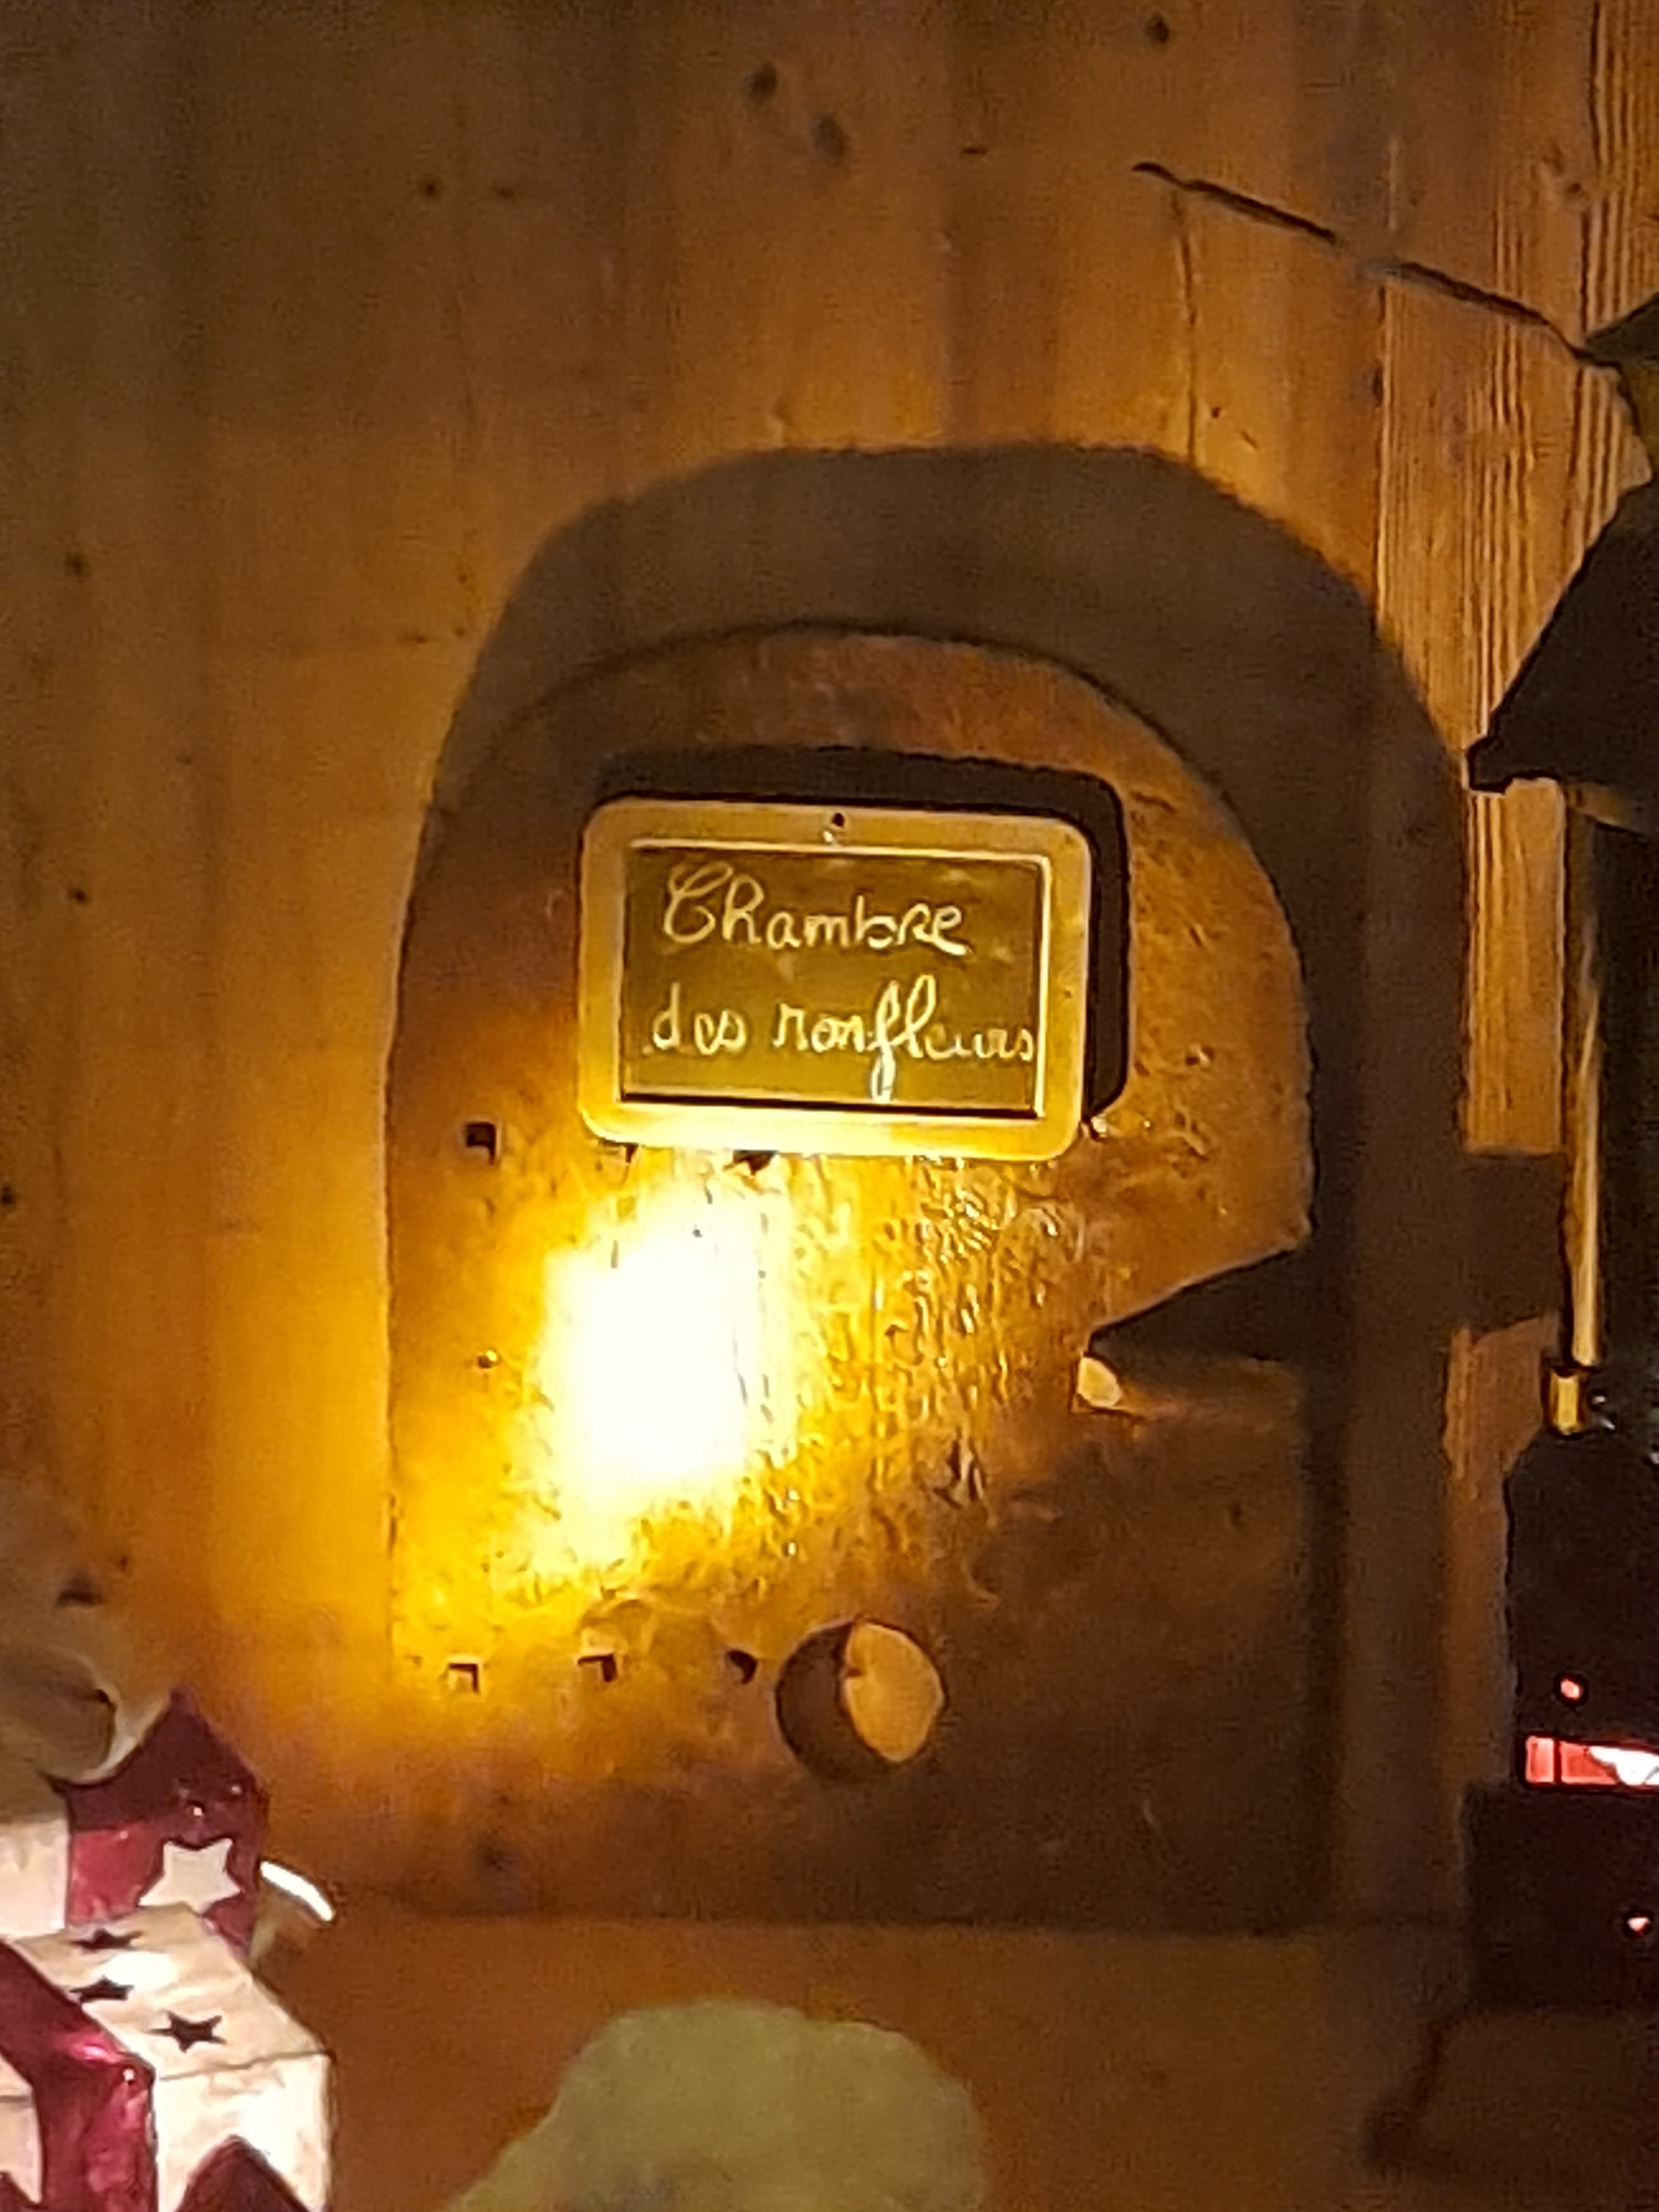 Chambre
des ronfleurs